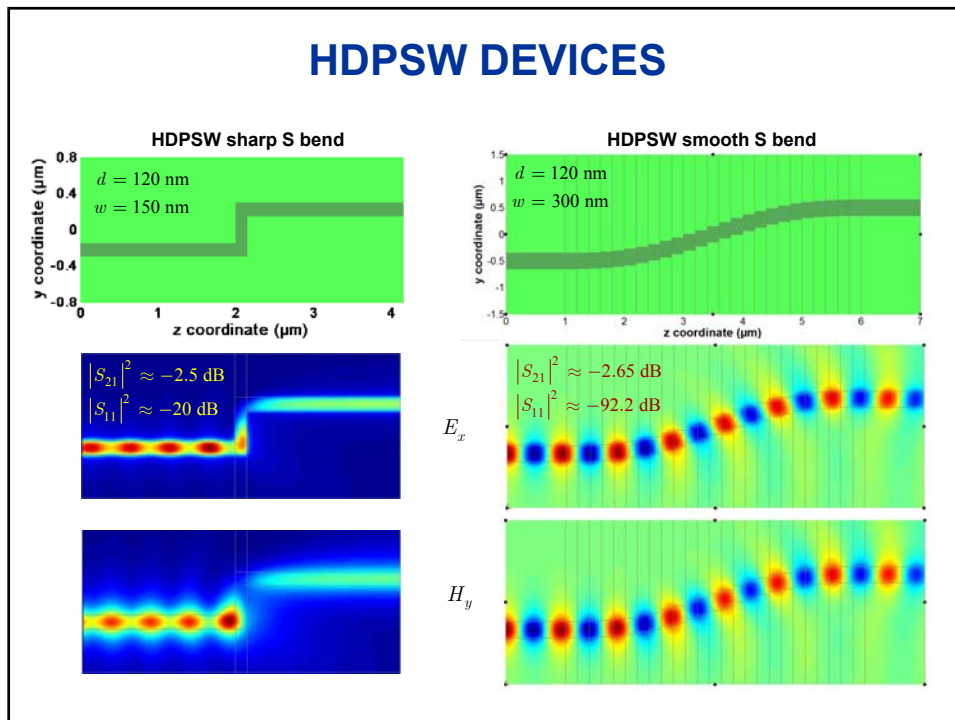 HDPSW DEVICES
HDPSW sharp S bend
0.8
0.4
0
-0.4
-0.8
y coordinate (µm)
d = 120 nm
w = 150 nm
0 1 2 3 4
z coordinate (µm)
|S₂₁|² ≈ −2.5 dB
|S₁₁|² ≈ −20 dB
HDPSW smooth S bend
1.5
1
0.5
0
-0.5
-1
-1.5
y coordinate (µm)
d = 120 nm
w = 300 nm
0 1 2 3 4 5 6 7
z coordinate (µm)
|S₂₁|² ≈ −2.65 dB
|S₁₁|² ≈ −92.2 dB
Eₓ
H_y